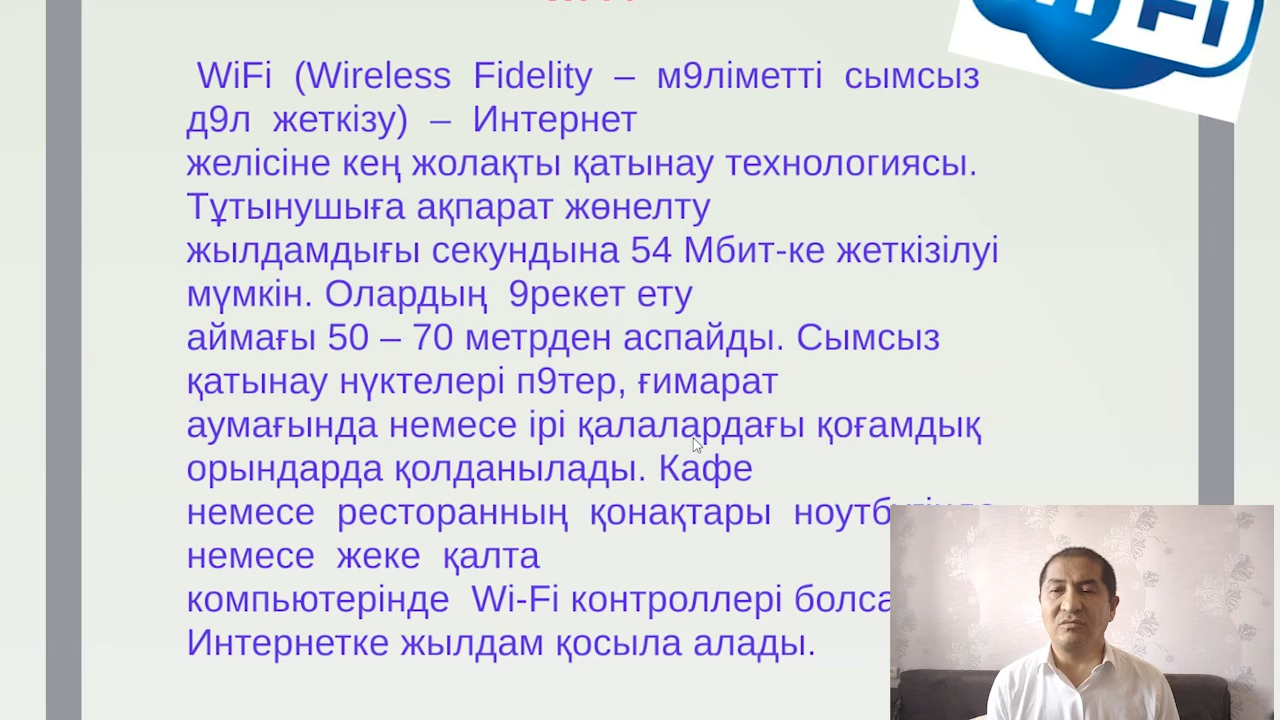 WiFi (Wireless Fidelity – м9ліметті сымсыз
д9л жеткізу) – Интернет
желісіне кең жолақты қатынау технологиясы.
Тұтынушыға ақпарат жөнелту
жылдамдығы секундына 54 Мбит-ке жеткізілуі
мүмкін. Олардың 9рекет ету
аймағы 50 – 70 метрден аспайды. Сымсыз
қатынау нүктелері п9тер, ғимарат
аумағында немесе ірі қалалардағы қоғамдық
орындарда қолданылады. Кафе
немесе ресторанның қонақтары
немесе жеке қалта
компьютерінде Wi-Fi контроллері болса
Интернетке жылдам қосыла алады.